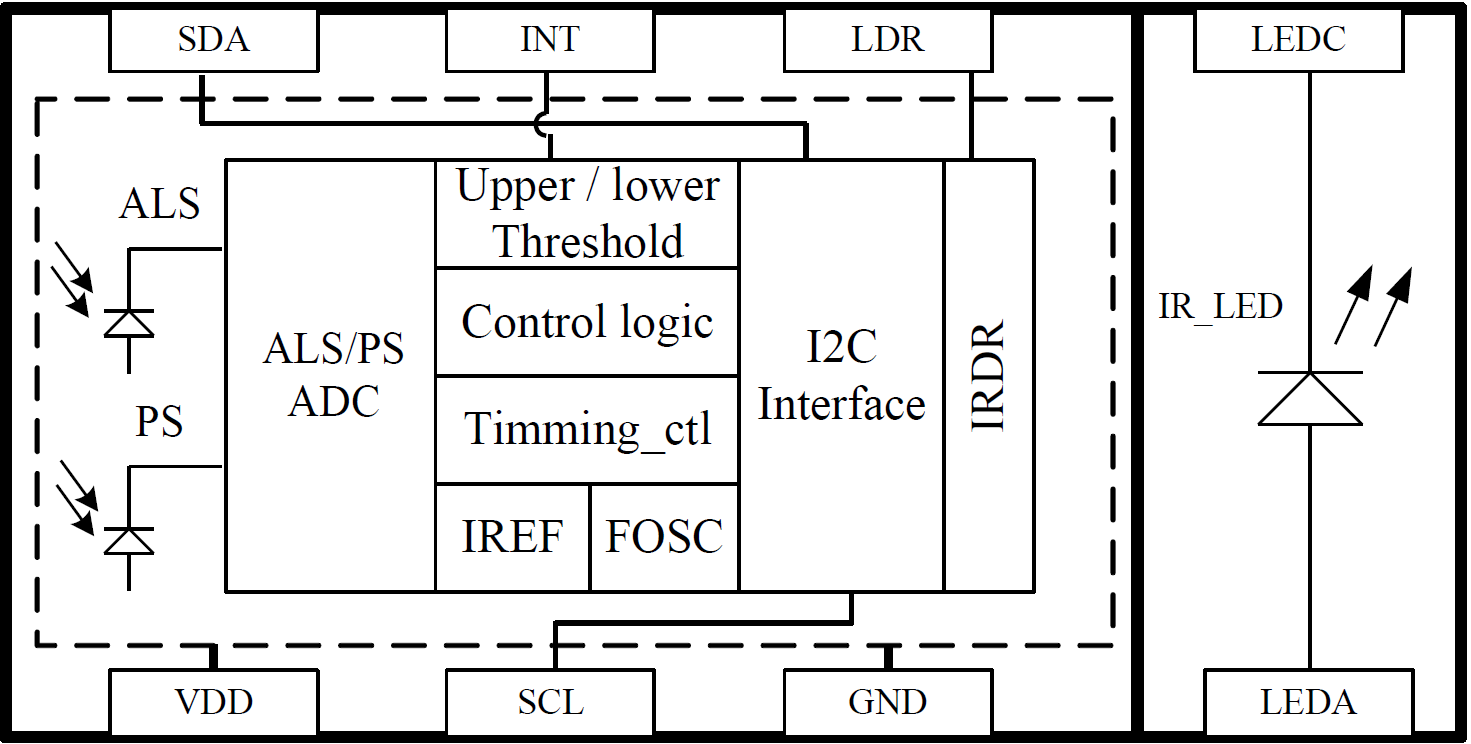 SDA
INT
LDR
LEDC
ALS
PS
ALS/PS
ADC
Upper / lower
Threshold
Control logic
Timming_ctl
IREF
FOSC
I2C
Interface
IRDR
IR_LED
VDD
SCL
GND
LEDA